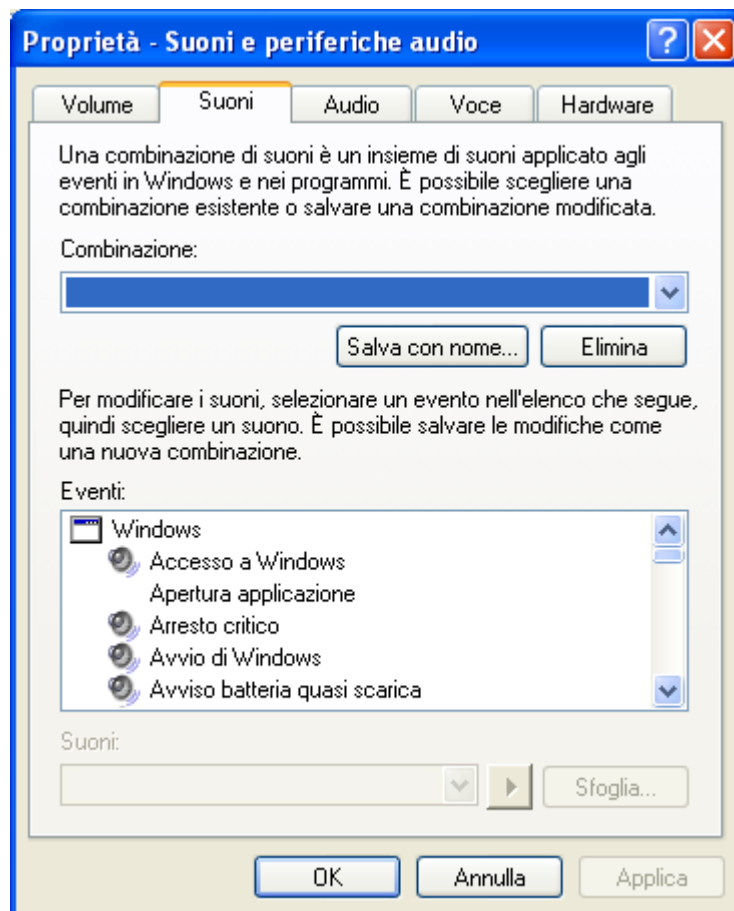 Proprietà - Suoni e periferiche audio
Volume
Suoni
Audio
Voce
Hardware
Una combinazione di suoni è un insieme di suoni applicato agli
eventi in Windows e nei programmi. È possibile scegliere una
combinazione esistente o salvare una combinazione modificata.
Combinazione:
Salva con nome...
Elimina
Per modificare i suoni, selezionare un evento nell'elenco che segue,
quindi scegliere un suono. È possibile salvare le modifiche come
una nuova combinazione.
Eventi:
Windows
Accesso a Windows
Apertura applicazione
Arresto critico
Avvio di Windows
Avviso batteria quasi scarica
Suoni:
Sfoglia...
OK
Annulla
Applica